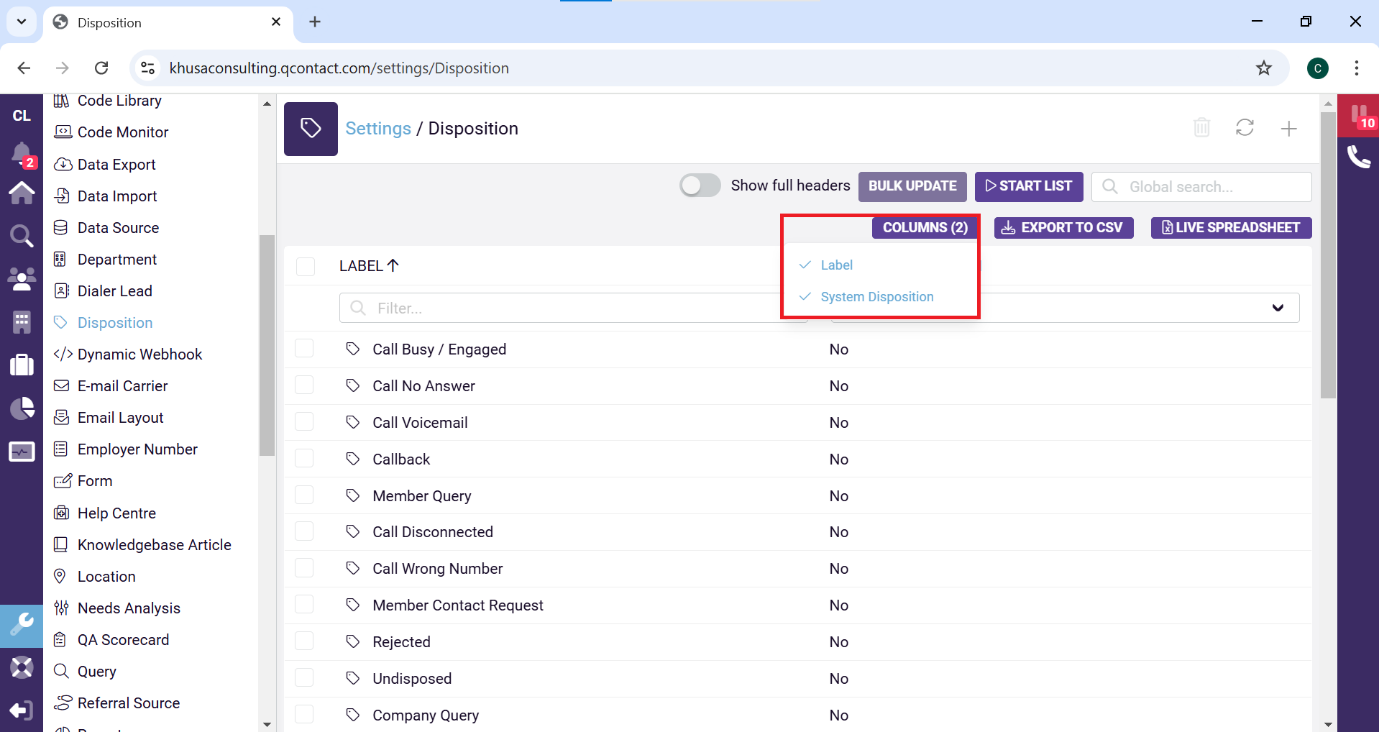 Disposition
khusaconsulting.qcontact.com/settings/Disposition
C
CL
2
10
Code Library
Code Monitor
Data Export
Data Import
Data Source
Department
Dialer Lead
Disposition
Dynamic Webhook
E-mail Carrier
Email Layout
Employer Number
Form
Help Centre
Knowledgebase Article
Location
Needs Analysis
QA Scorecard
Query
Referral Source
Settings / Disposition
Show full headers
BULK UPDATE
START LIST
Global search...
COLUMNS (2)
EXPORT TO CSV
LIVE SPREADSHEET
LABEL
Label
System Disposition
Filter...
Call Busy / Engaged No
Call No Answer No
Call Voicemail No
Callback No
Member Query No
Call Disconnected No
Call Wrong Number No
Member Contact Request No
Rejected No
Undisposed No
Company Query No